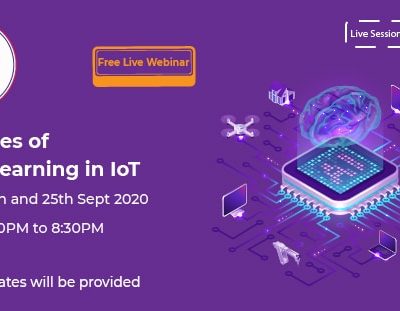 Live Session
Free Live Webinar
es of
earning in IoT
and 25th Sept 2020
0PM to 8:30PM
ates will be provided